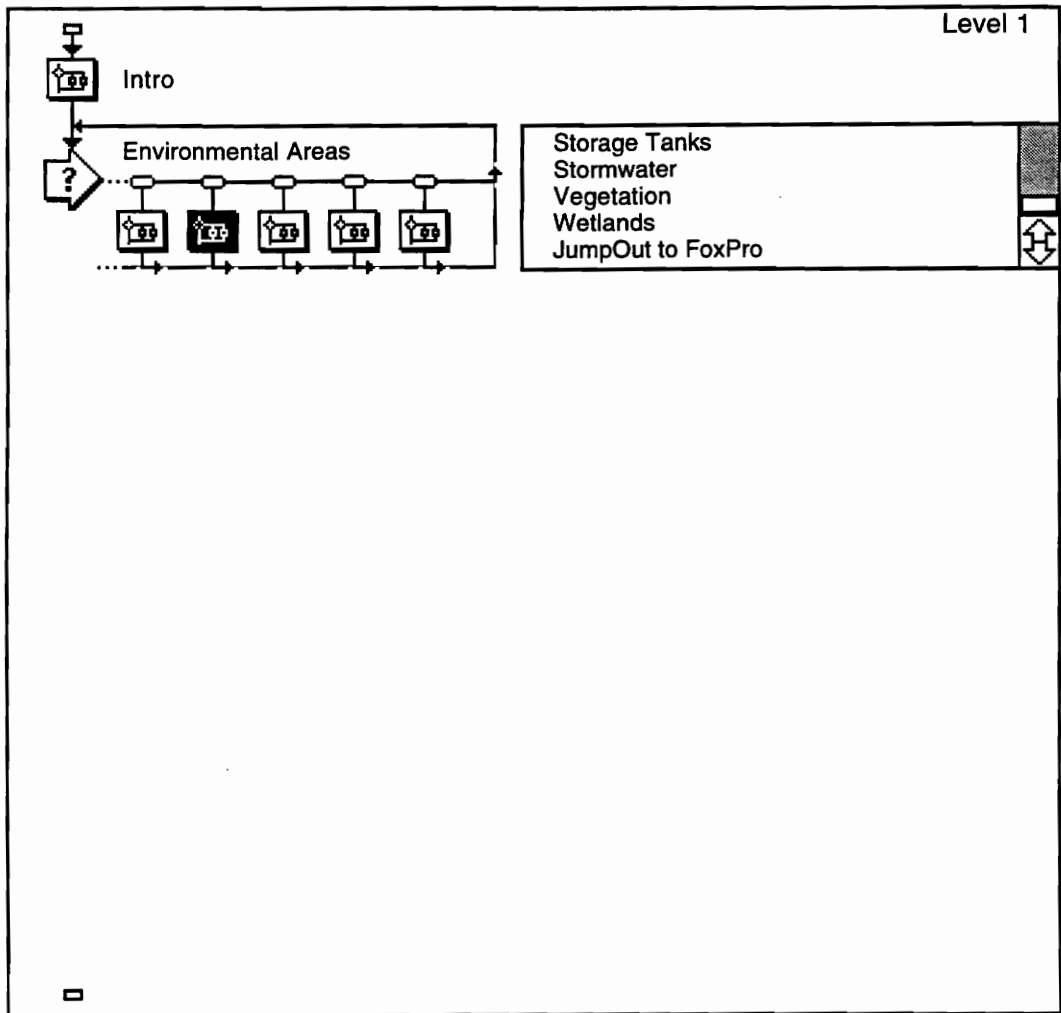 Level 1
Intro
Environmental Areas
?
Storage Tanks
Stormwater
Vegetation
Wetlands
JumpOut to FoxPro